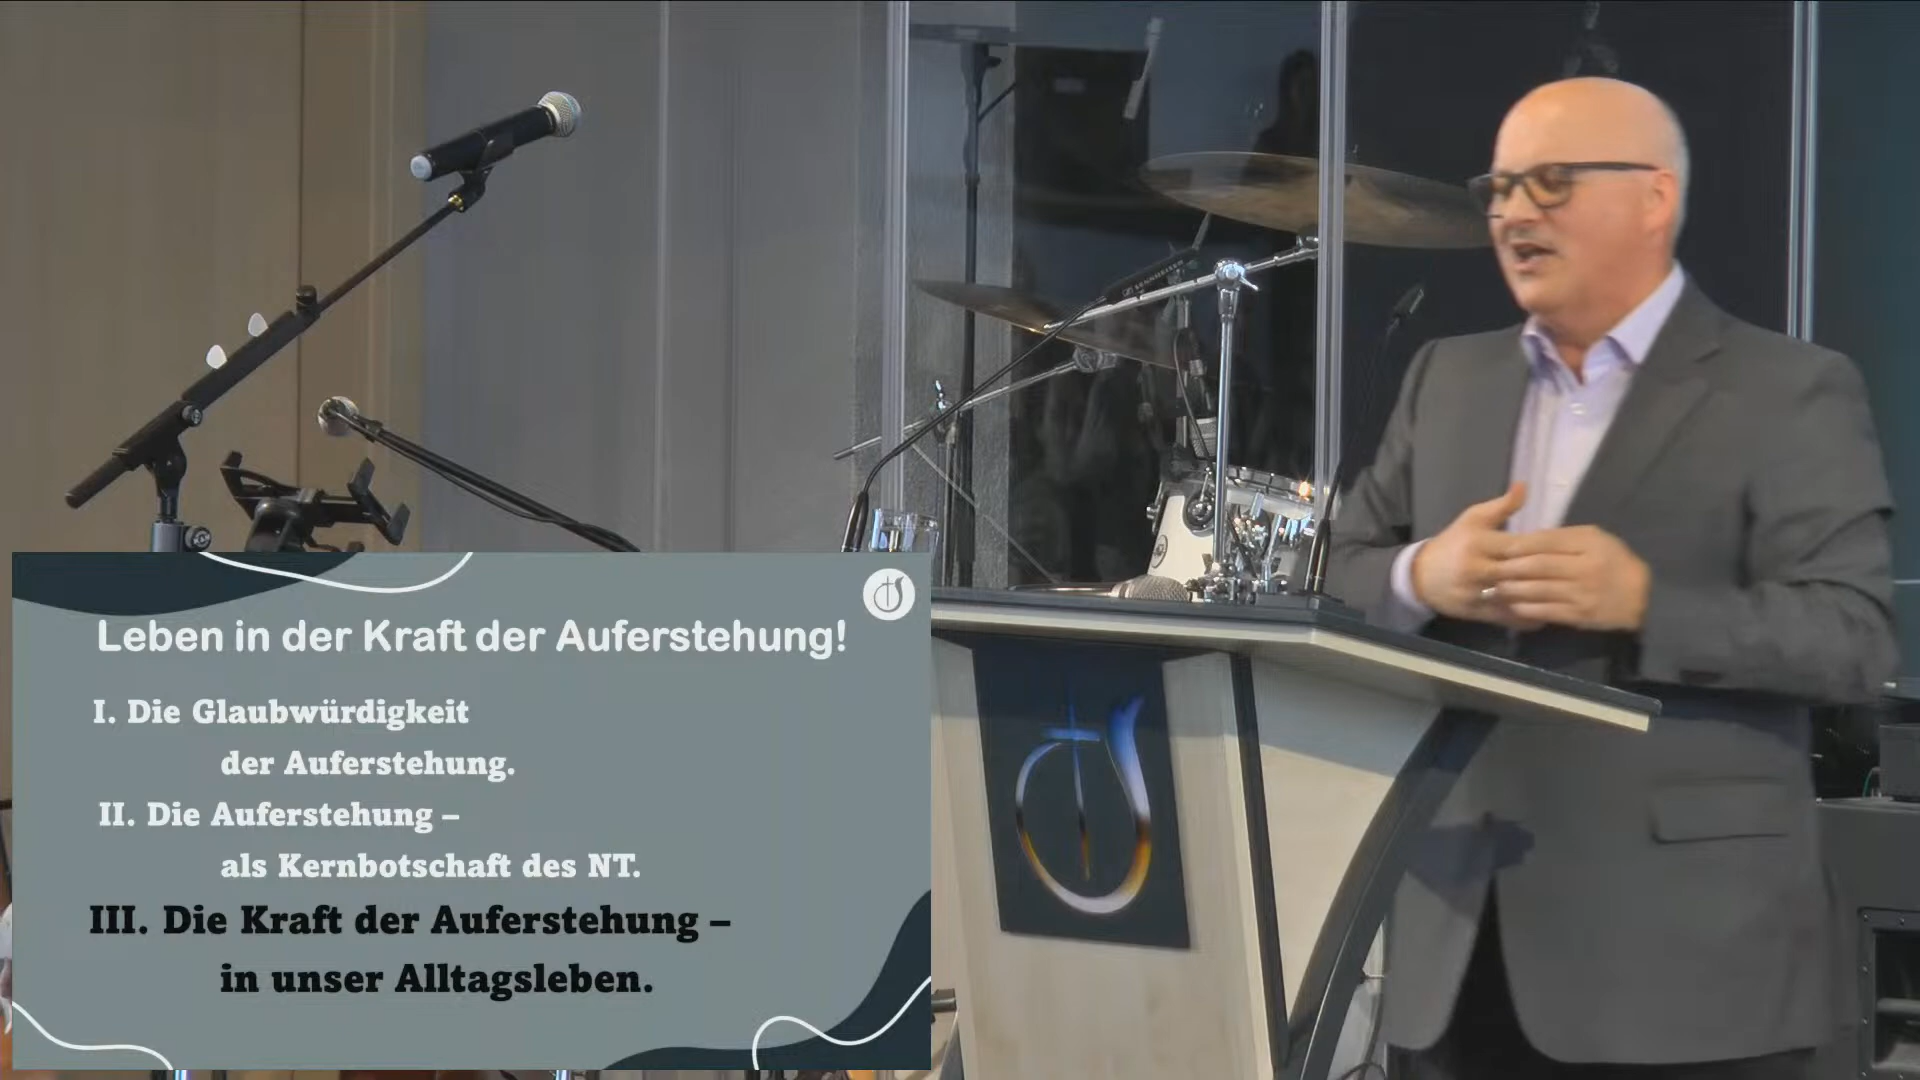 SENNHEISER
Leben in der Kraft der Auferstehung!
I. Die Glaubwürdigkeit
der Auferstehung.
II. Die Auferstehung –
als Kernbotschaft des NT.
III. Die Kraft der Auferstehung –
in unser Alltagsleben.